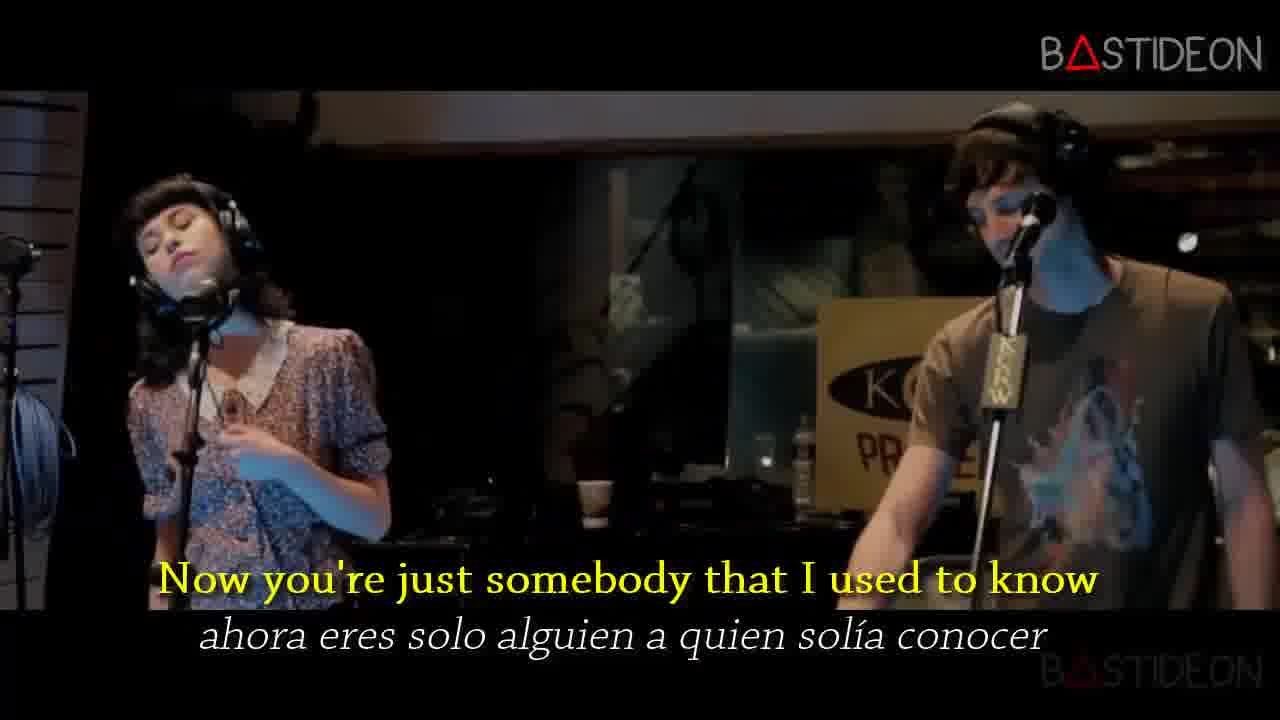 BASTIDEON
Now you're just somebody that I used to know
ahora eres solo alguien a quien solía conocer
BASTIDEON